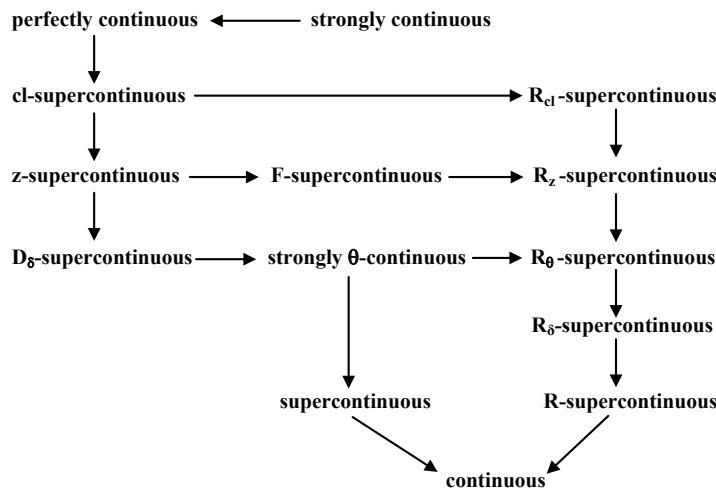 perfectly continuous strongly continuous
cl-supercontinuous R_cl-supercontinuous
z-supercontinuous F-supercontinuous R_z-supercontinuous
D_δ-supercontinuous strongly θ-continuous R_θ-supercontinuous
R_δ-supercontinuous
supercontinuous R-supercontinuous
continuous